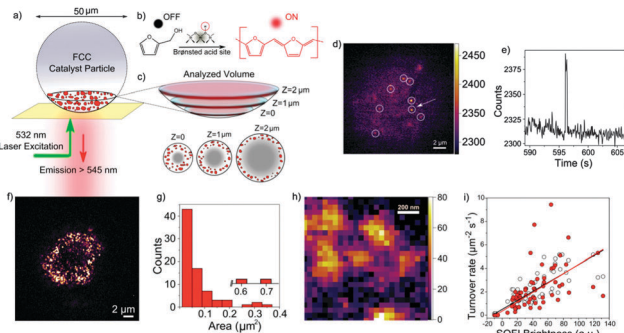 a)
50 µm
FCC
Catalyst Particle
532 nm
Laser Excitation
Emission > 545 nm
b)
OFF
OH
O
Brønsted acid site
ON
O
O
c)
Analyzed Volume
Z=2 µm
Z=1 µm
Z=0
Z=0
Z=1 µm
Z=2 µm
d)
2 µm
2450
2400
2350
2300
e)
Counts
2375
2350
2325
2300
590
595
600
605
Time (s)
f)
2 µm
g)
Counts
40
30
20
10
0
0.6
0.7
0.1
0.2
0.3
0.4
Area (µm²)
h)
200 nm
80
60
40
20
0
i)
Turnover rate (µm⁻² s⁻¹)
10
8
6
4
2
0
-20
0
20
40
60
80
100
120
140
SOFI Brightness (a.u.)